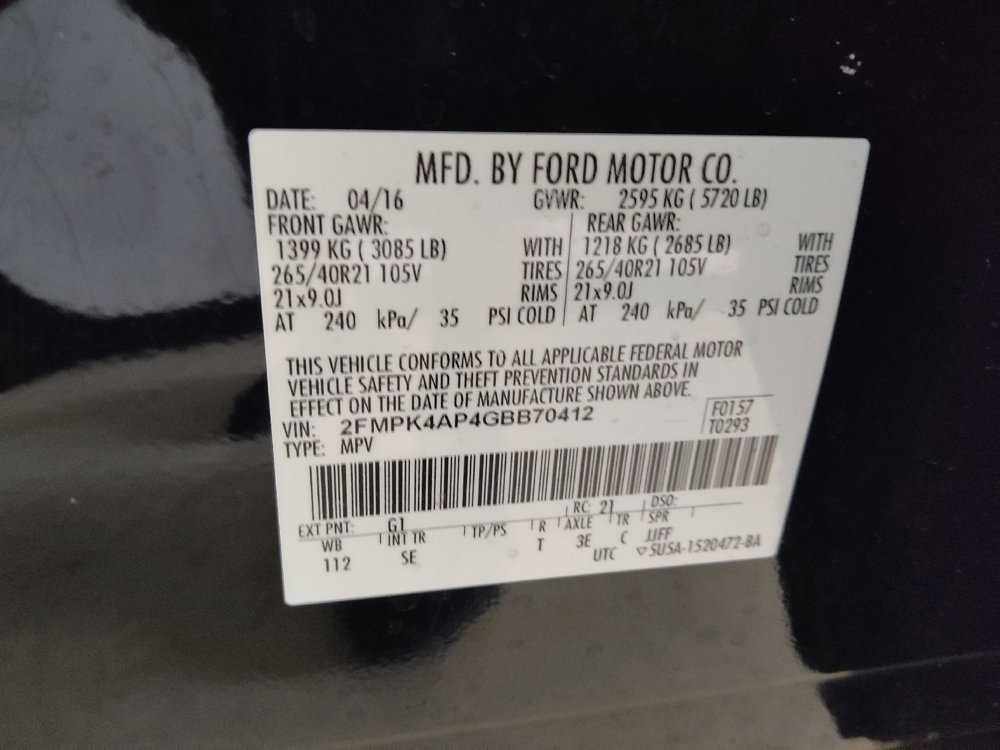 MFD. BY FORD MOTOR CO.
DATE: 04/16 GVWR: 2595 KG ( 5720 LB)
FRONT GAWR: REAR GAWR:
1399 KG ( 3085 LB) WITH 1218 KG ( 2685 LB) WITH
265/40R21 105V TIRES 265/40R21 105V TIRES
21x9.0J RIMS 21x9.0J RIMS
AT 240 kPa/ 35 PSI COLD AT 240 kPa/ 35 PSI COLD
THIS VEHICLE CONFORMS TO ALL APPLICABLE FEDERAL MOTOR
VEHICLE SAFETY AND THEFT PREVENTION STANDARDS IN
EFFECT ON THE DATE OF MANUFACTURE SHOWN ABOVE.
VIN: 2FMPK4AP4GBB70412 F0157
TYPE: MPV T0293
EXT PNT: G1 RC: 21 DSO:
WB INT TR TP/PS R AXLE TR SPR
112 SE T 3E C JJFF
UTC ▽5U5A-1520472-BA